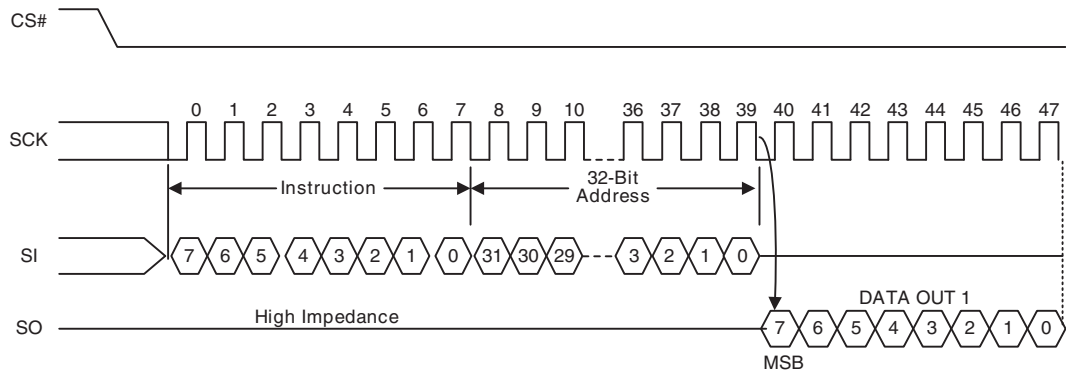 CS#
0 1 2 3 4 5 6 7 8 9 10 36 37 38 39 40 41 42 43 44 45 46 47
SCK
Instruction
32-Bit
Address
SI
7 6 5 4 3 2 1 0 31 30 29 3 2 1 0
DATA OUT 1
High Impedance
SO
7 6 5 4 3 2 1 0
MSB